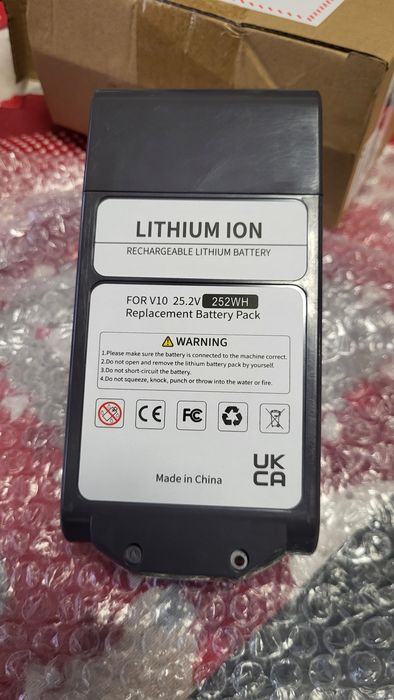 LITHIUM ION
RECHARGEABLE LITHIUM BATTERY
FOR V10 25.2V 252WH
Replacement Battery Pack
WARNING
1.Please make sure the battery is connected to the machine correct.
2.Do not open and remove the lithium battery pack by yourself.
3.Do not short-circuit the battery.
4.Do not squeeze, knock, punch or throw into the water or fire.
CE FC
UK
CA
Made in China